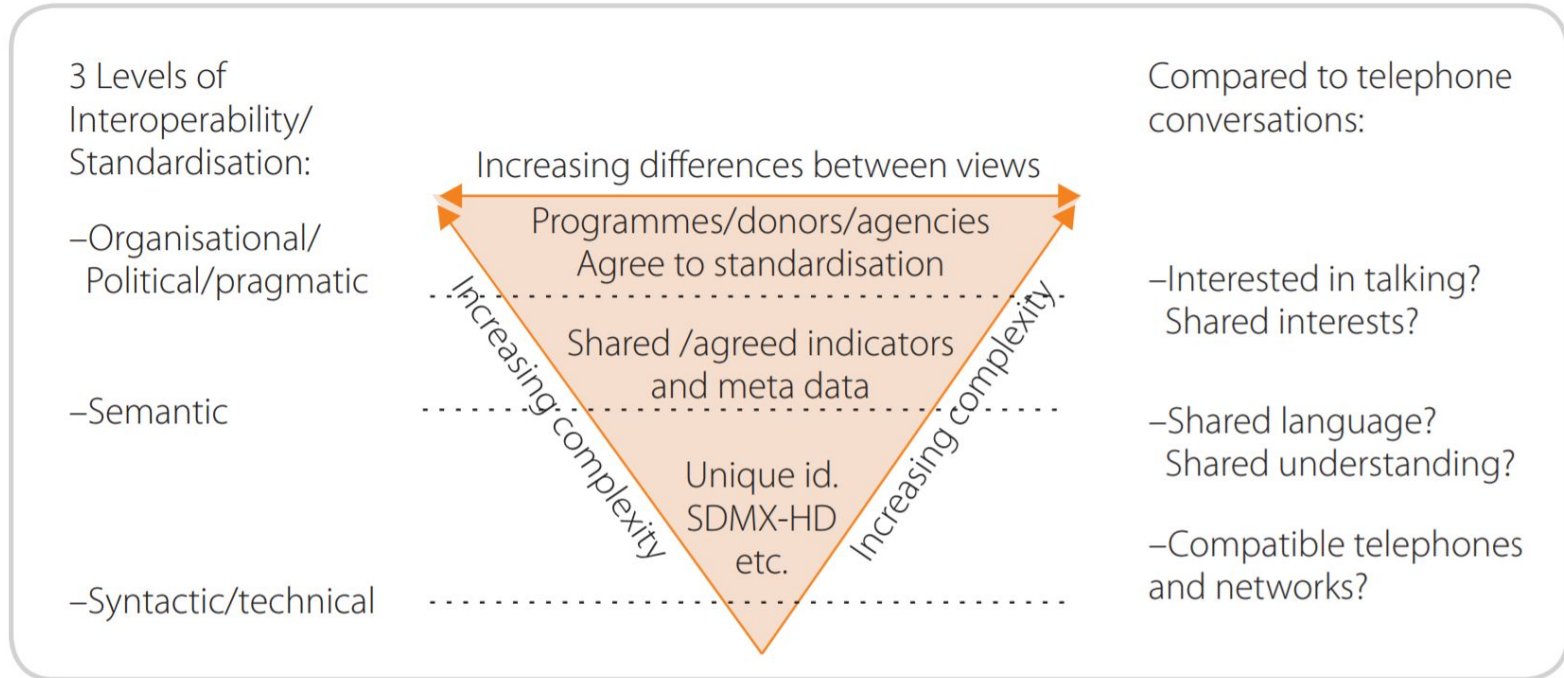 3 Levels of
Interoperability/
Standardisation:
–Organisational/
Political/pragmatic
–Semantic
–Syntactic/technical
Increasing differences between views
Programmes/donors/agencies
Agree to standardisation
Shared /agreed indicators
and meta data
Unique id.
SDMX-HD
etc.
Increasing complexity
Increasing complexity
Compared to telephone
conversations:
–Interested in talking?
Shared interests?
–Shared language?
Shared understanding?
–Compatible telephones
and networks?